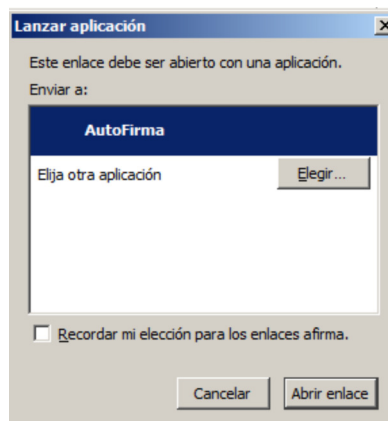 Lanzar aplicación
Este enlace debe ser abierto con una aplicación.
Enviar a:
AutoFirma
Elija otra aplicación
Elegir...
Recordar mi elección para los enlaces afirma.
Cancelar
Abrir enlace